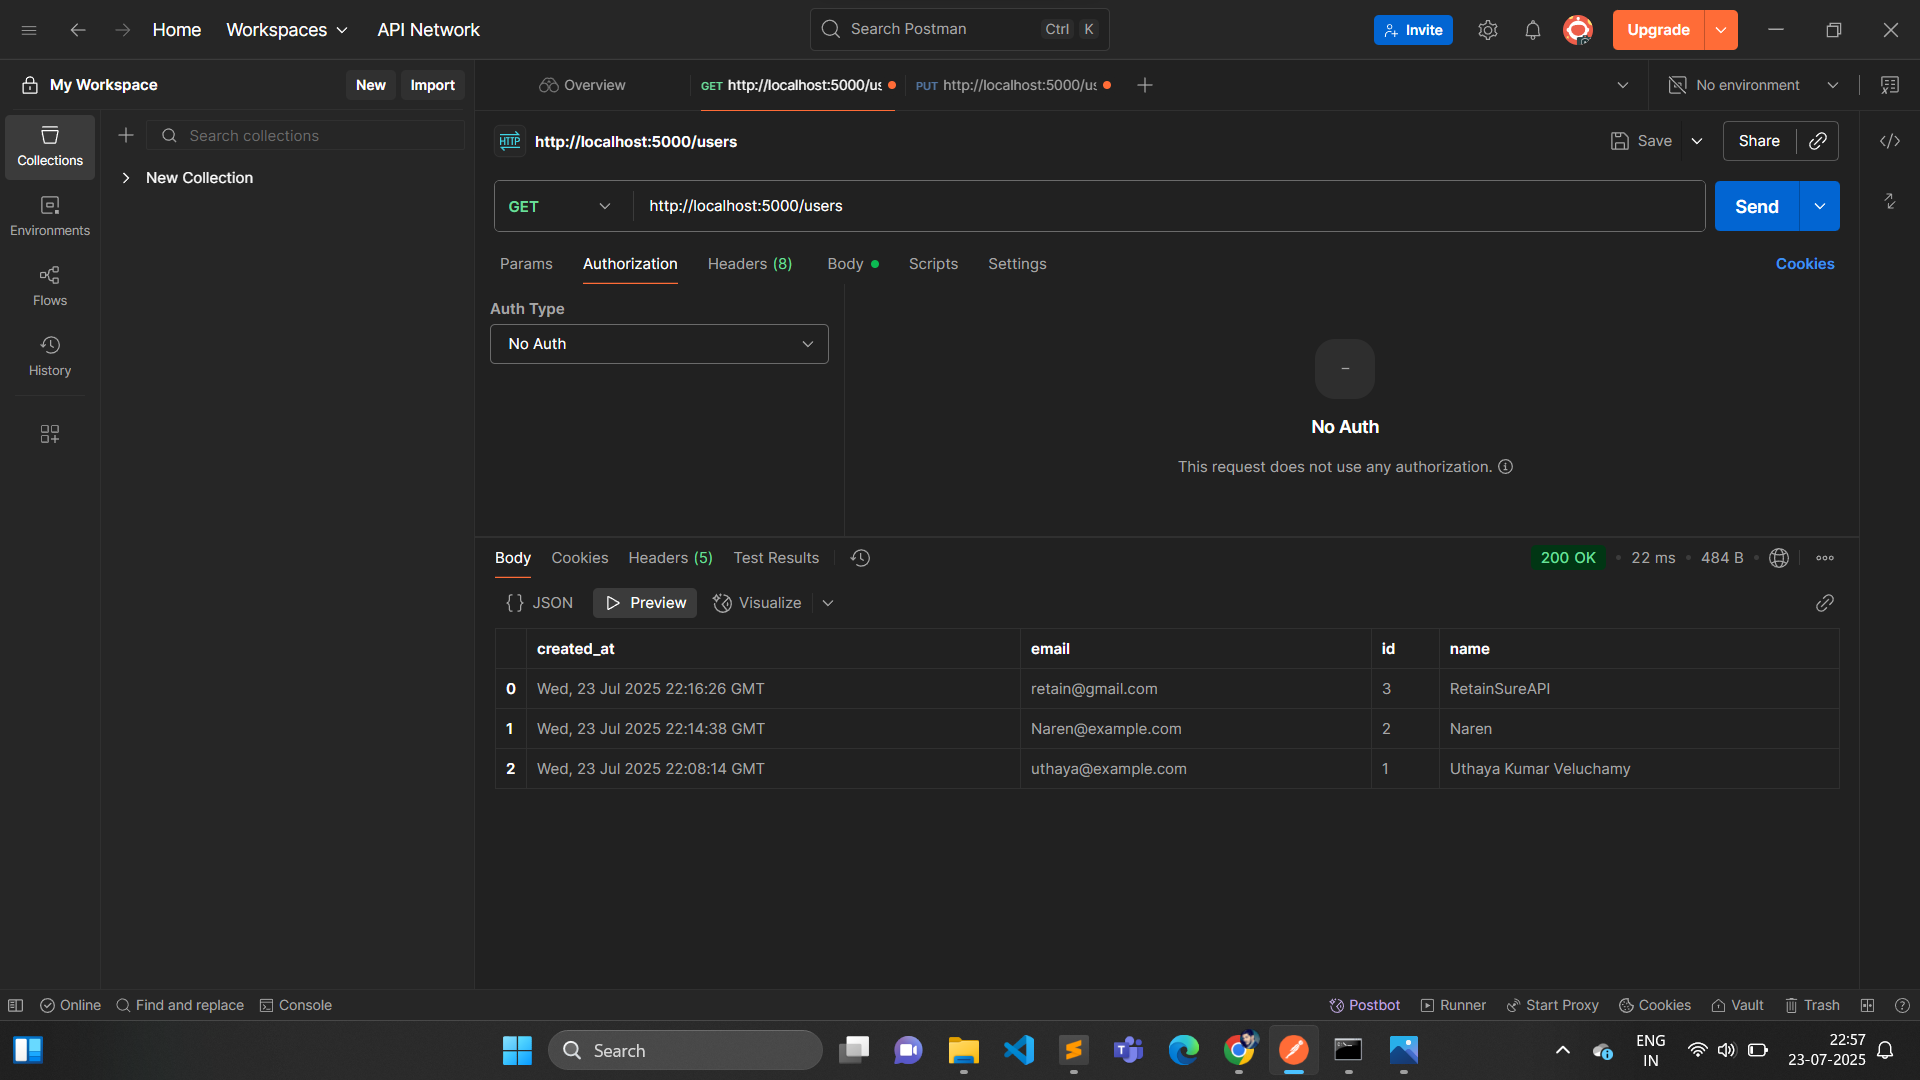 Home Workspaces API Network Search Postman Ctrl K Invite Upgrade
My Workspace New Import Overview GET http://localhost:5000/us PUT http://localhost:5000/us No environment
Collections Search collections HTTP http://localhost:5000/users Save Share
New Collection
GET http://localhost:5000/users Send
Environments
Params Authorization Headers (8) Body Scripts Settings Cookies
Flows
Auth Type
No Auth
History
No Auth
This request does not use any authorization.
Body Cookies Headers (5) Test Results 200 OK • 22 ms • 484 B
{} JSON Preview Visualize
created_at email id name
0 Wed, 23 Jul 2025 22:16:26 GMT retain@gmail.com 3 RetainSureAPI
1 Wed, 23 Jul 2025 22:14:38 GMT Naren@example.com 2 Naren
2 Wed, 23 Jul 2025 22:08:14 GMT uthaya@example.com 1 Uthaya Kumar Veluchamy
Online Find and replace Console Postbot Runner Start Proxy Cookies Vault Trash
Search ENG IN 22:57
23-07-2025